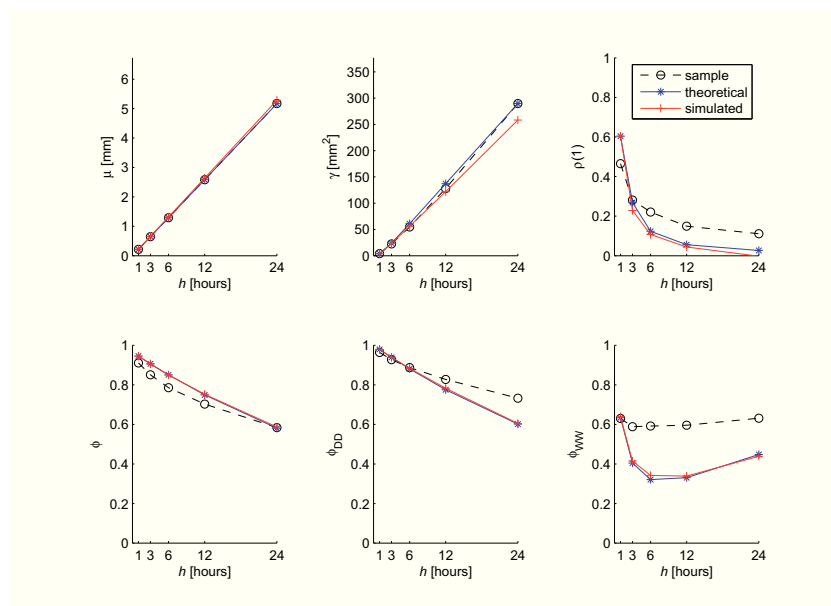 6
5
4
3
2
1
0
μ [mm]
1 3 6 12 24
h [hours]
350
300
250
200
150
100
50
0
γ [mm²]
1 3 6 12 24
h [hours]
1
0.8
0.6
0.4
0.2
0
ρ(1)
sample
theoretical
simulated
1 3 6 12 24
h [hours]
1
0.8
0.6
0.4
0.2
0
φ
1 3 6 12 24
h [hours]
1
0.8
0.6
0.4
0.2
0
φDD
1 3 6 12 24
h [hours]
1
0.8
0.6
0.4
0.2
0
φWW
1 3 6 12 24
h [hours]